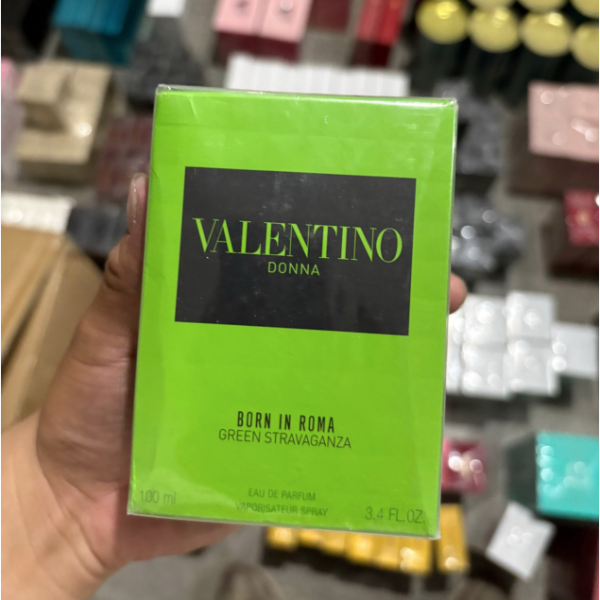 VALENTINO
DONNA
BORN IN ROMA
GREEN STRAVAGANZA
EAU DE PARFUM
VAPORISATEUR SPRAY
100 ml
3.4 FL.OZ.